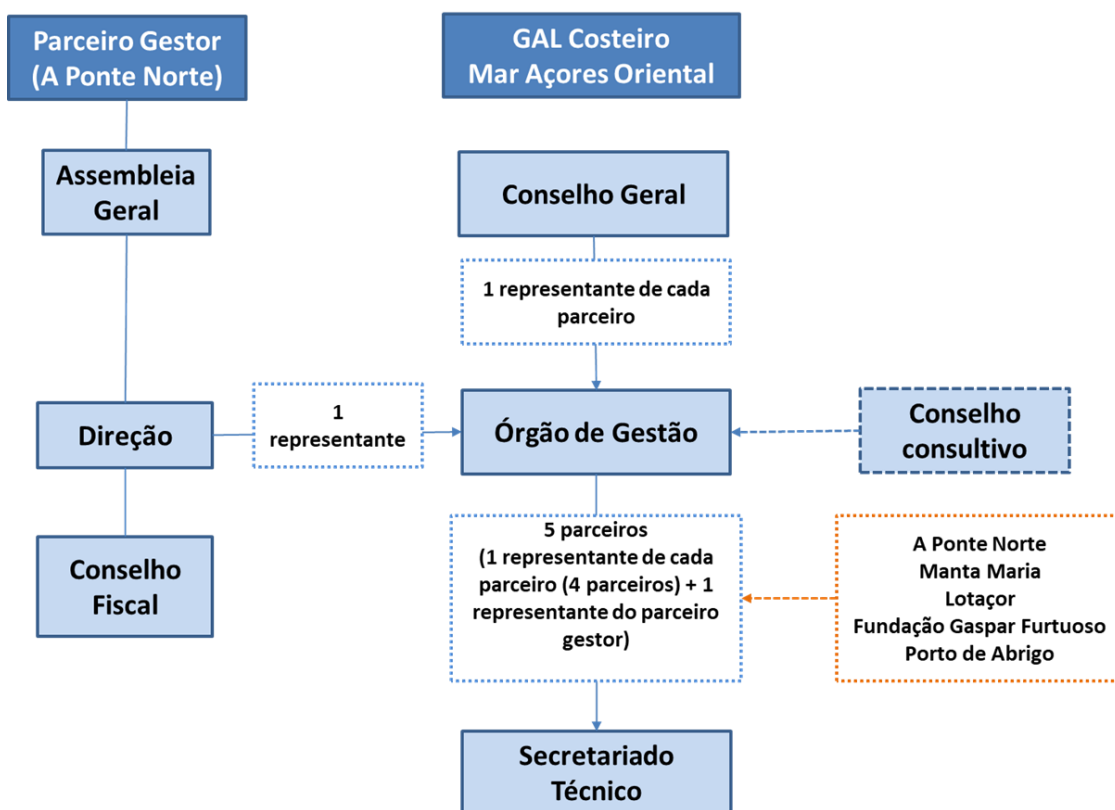 Parceiro Gestor
(A Ponte Norte)
GAL Costeiro
Mar Açores Oriental
Assembleia
Geral
Conselho Geral
1 representante de cada
parceiro
Direção
1
representante
Órgão de Gestão
Conselho
consultivo
Conselho
Fiscal
5 parceiros
(1 representante de cada
parceiro (4 parceiros) + 1
representante do parceiro
gestor)
A Ponte Norte
Manta Maria
Lotaçor
Fundação Gaspar Furtuoso
Porto de Abrigo
Secretariado
Técnico